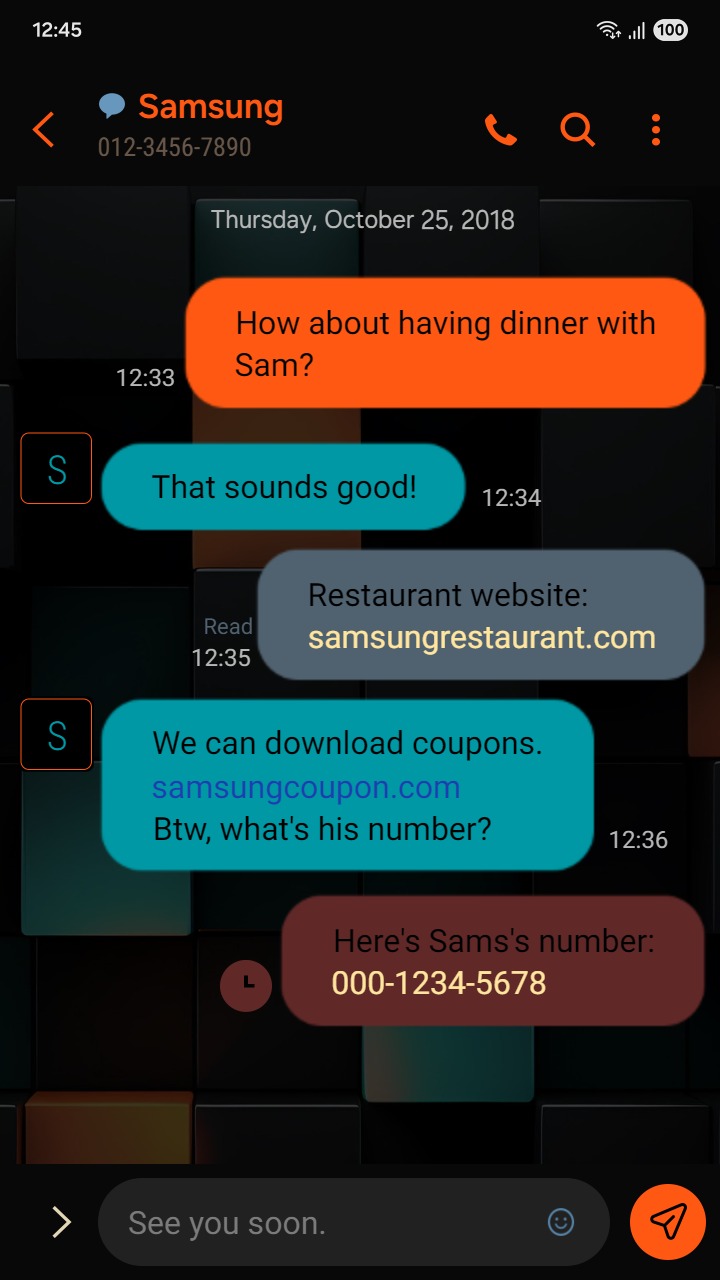 12:45
100
Samsung
012-3456-7890
Thursday, October 25, 2018
How about having dinner with
Sam?
12:33
S
That sounds good!
12:34
Restaurant website:
samsungrestaurant.com
Read
12:35
S
We can download coupons.
samsungcoupon.com
Btw, what's his number?
12:36
Here's Sams's number:
000-1234-5678
See you soon.